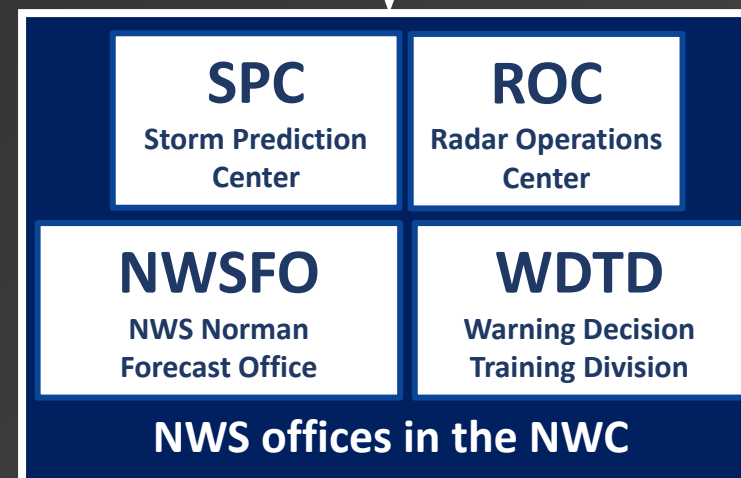 SPC
Storm Prediction
Center
ROC
Radar Operations
Center
NWSFO
NWS Norman
Forecast Office
WDTD
Warning Decision
Training Division
NWS offices in the NWC